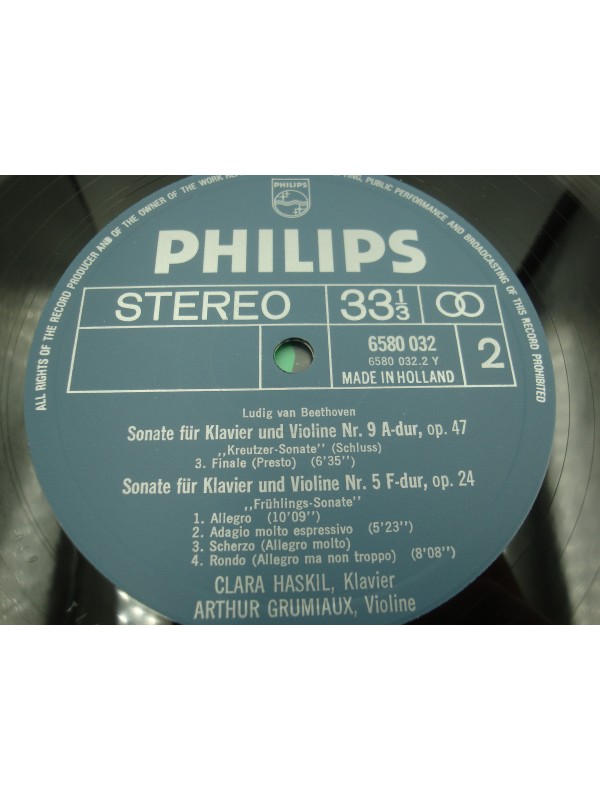 ALL RIGHTS OF THE RECORD PRODUCER AND OF THE OWNER OF THE WORK
PUBLIC PERFORMANCE AND BROADCASTING OF THIS RECORD PROHIBITED
PHILIPS
PHILIPS
STEREO 33 1/3
6580 032
6580 032.2 Y
MADE IN HOLLAND
2
Ludig van Beethoven
Sonate für Klavier und Violine Nr. 9 A-dur, op. 47
„Kreutzer-Sonate" (Schluss)
3. Finale (Presto) (6'35'')
Sonate für Klavier und Violine Nr. 5 F-dur, op. 24
„Frühlings-Sonate"
1. Allegro (10'09'')
2. Adagio molto espressivo (5'23'')
3. Scherzo (Allegro molto)
4. Rondo (Allegro ma non troppo) (8'08'')
CLARA HASKIL, Klavier
ARTHUR GRUMIAUX, Violine